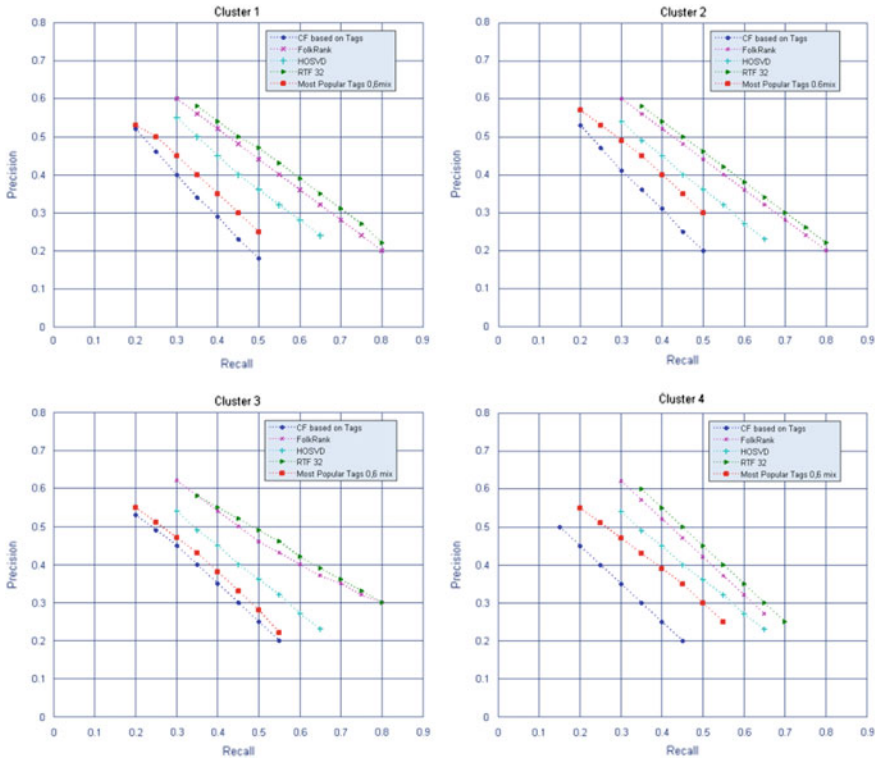 Cluster 1
0.8
0.7
0.6
0.5
0.4
0.3
0.2
0.1
0
Precision
CF based on Tags
FolkRank
HOSVD
RTF 32
Most Popular Tags 0,6mix
0 0.1 0.2 0.3 0.4 0.5 0.6 0.7 0.8 0.9
Recall
Cluster 2
0.8
0.7
0.6
0.5
0.4
0.3
0.2
0.1
0
Precision
CF based on Tags
FolkRank
HOSVD
RTF 32
Most Popular Tags 0.6mix
0 0.1 0.2 0.3 0.4 0.5 0.6 0.7 0.8 0.9
Recall
Cluster 3
0.8
0.7
0.6
0.5
0.4
0.3
0.2
0.1
0
Precision
CF based on Tags
FolkRank
HOSVD
RTF 32
Most Popular Tags 0,6 mix
0 0.1 0.2 0.3 0.4 0.5 0.6 0.7 0.8 0.9
Recall
Cluster 4
0.8
0.7
0.6
0.5
0.4
0.3
0.2
0.1
0
Precision
CF based on Tags
FolkRank
HOSVD
RTF 32
Most Popular Tags 0,6 mix
0 0.1 0.2 0.3 0.4 0.5 0.6 0.7 0.8 0.9
Recall